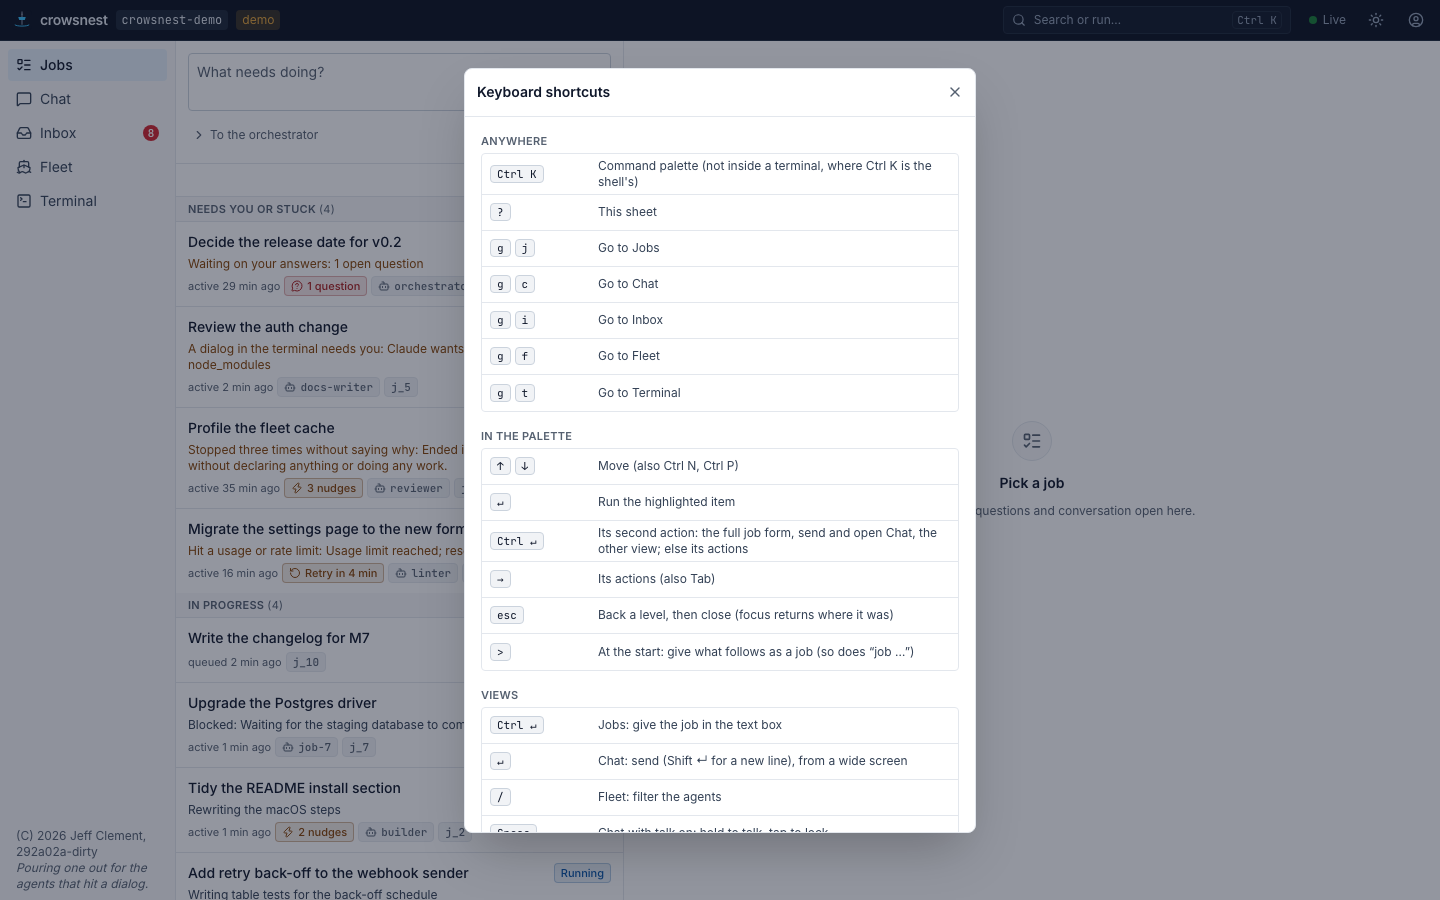 crowsnest crowsnest-demo demo Search or run... Ctrl K Live
Jobs
Chat
Inbox 8
Fleet
Terminal
(C) 2026 Jeff Clement,
292a02a-dirty
Pouring one out for the
agents that hit a dialog.
What needs doing?
To the orchestrator
NEEDS YOU OR STUCK (4)
Decide the release date for v0.2
Waiting on your answers: 1 open question
active 29 min ago 1 question
Review the auth change
A dialog in the terminal needs you: Claude wants
node_modules
active 2 min ago docs-writer j_5
Profile the fleet cache
Stopped three times without saying why: Ended
without declaring anything or doing any work.
active 35 min ago 3 nudges reviewer
Migrate the settings page to the new form
Hit a usage or rate limit: Usage limit reached;
active 16 min ago Retry in 4 min linter
IN PROGRESS (4)
Write the changelog for M7
queued 2 min ago j_10
Upgrade the Postgres driver
Blocked: Waiting for the staging database to
active 1 min ago job-7 j_7
Tidy the README install section
Rewriting the macOS steps
active 1 min ago 2 nudges builder j_2
Add retry back-off to the webhook sender Running
Writing table tests for the back-off schedule
Keyboard shortcuts
ANYWHERE
Ctrl K Command palette (not inside a terminal, where Ctrl K is the
shell's)
? This sheet
g j Go to Jobs
g c Go to Chat
g i Go to Inbox
g f Go to Fleet
g t Go to Terminal
IN THE PALETTE
↑ ↓ Move (also Ctrl N, Ctrl P)
↵ Run the highlighted item
Ctrl ↵ Its second action: the full job form, send and open Chat, the
other view; else its actions
→ Its actions (also Tab)
esc Back a level, then close (focus returns where it was)
> At the start: give what follows as a job (so does “job …”)
VIEWS
Ctrl ↵ Jobs: give the job in the text box
↵ Chat: send (Shift ↵ for a new line), from a wide screen
/ Fleet: filter the agents
Pick a job
questions and conversation open here.